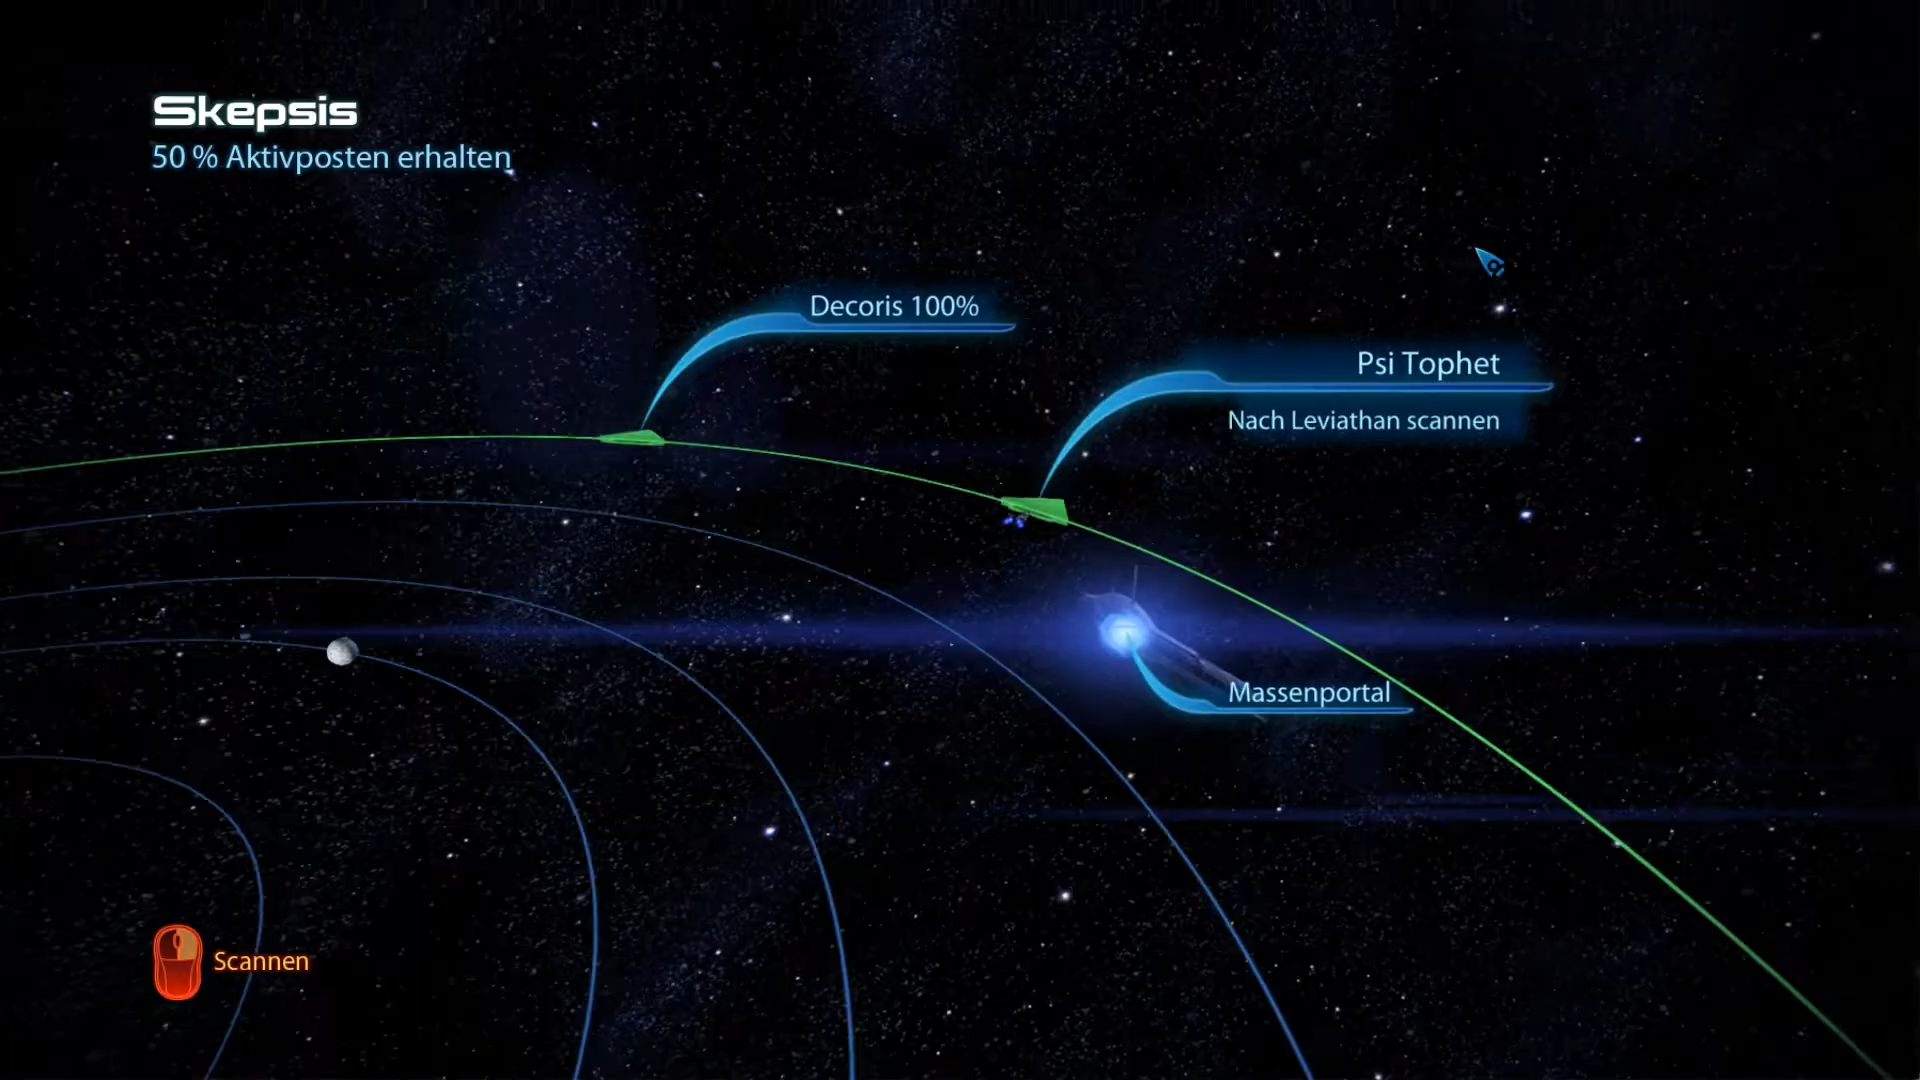 Skepsis
50 % Aktivposten erhalten
Decoris 100%
Psi Tophet
Nach Leviathan scannen
Massenportal
Scannen